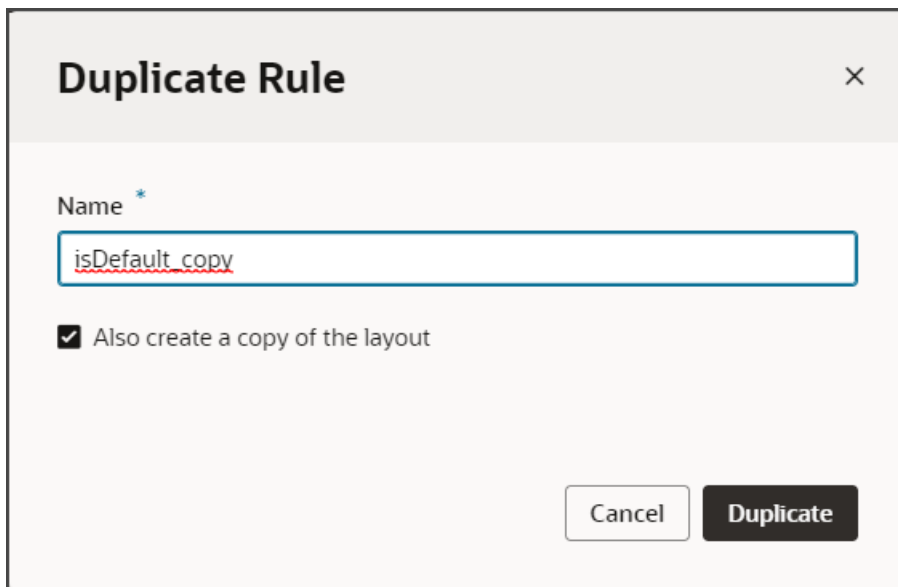 Duplicate Rule
Name *
isDefault_copy
Also create a copy of the layout
Cancel Duplicate